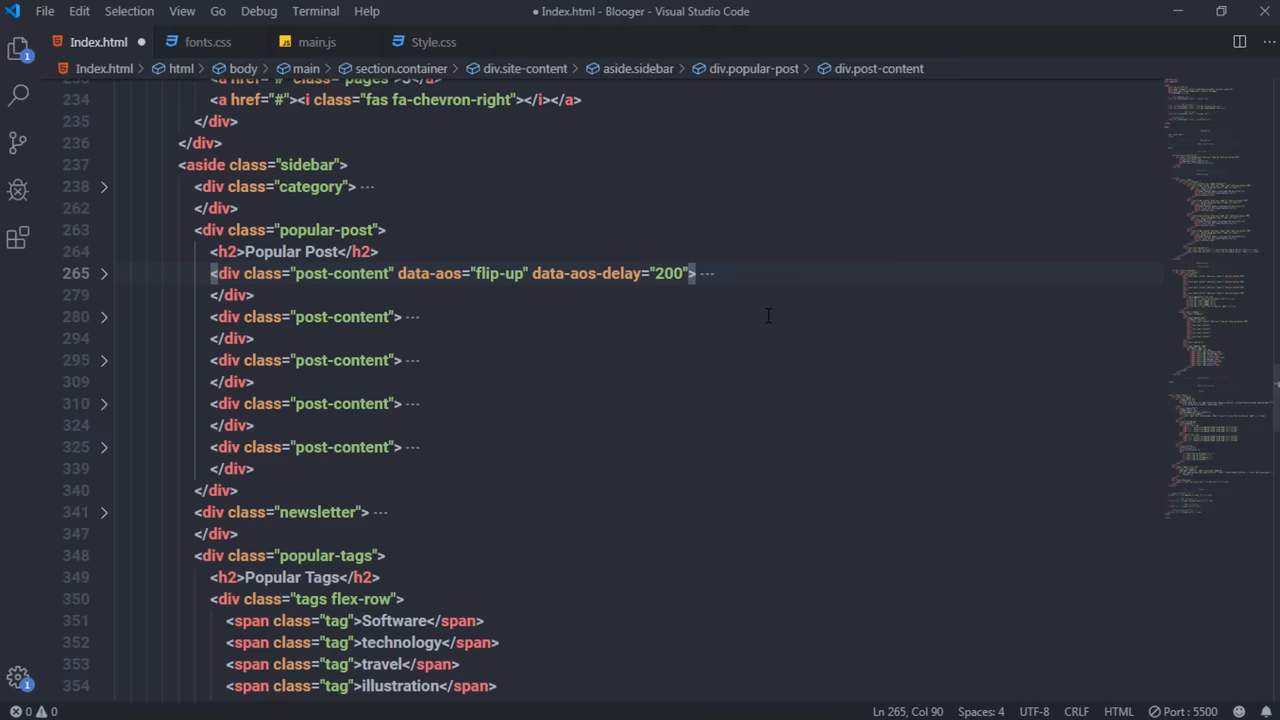 File Edit Selection View Go Debug Terminal Help ● Index.html - Blooger - Visual Studio Code
Index.html ● fonts.css main.js Style.css
Index.html > html > body > main > section.container > div.site-content > aside.sidebar > div.popular-post > div.post-content
234 <a href="#"><i class="fas fa-chevron-right"></i></a>
235 </div>
236 </div>
237 <aside class="sidebar">
238 <div class="category"> ---
262 </div>
263 <div class="popular-post">
264 <h2>Popular Post</h2>
265 <div class="post-content" data-aos="flip-up" data-aos-delay="200"> ---
279 </div>
280 <div class="post-content"> ---
294 </div>
295 <div class="post-content"> ---
309 </div>
310 <div class="post-content"> ---
324 </div>
325 <div class="post-content"> ---
339 </div>
340 </div>
341 <div class="newsletter"> ---
347 </div>
348 <div class="popular-tags">
349 <h2>Popular Tags</h2>
350 <div class="tags flex-row">
351 <span class="tag">Software</span>
352 <span class="tag">technology</span>
353 <span class="tag">travel</span>
354 <span class="tag">illustration</span>
0 0 Ln 265, Col 90 Spaces: 4 UTF-8 CRLF HTML Port : 5500